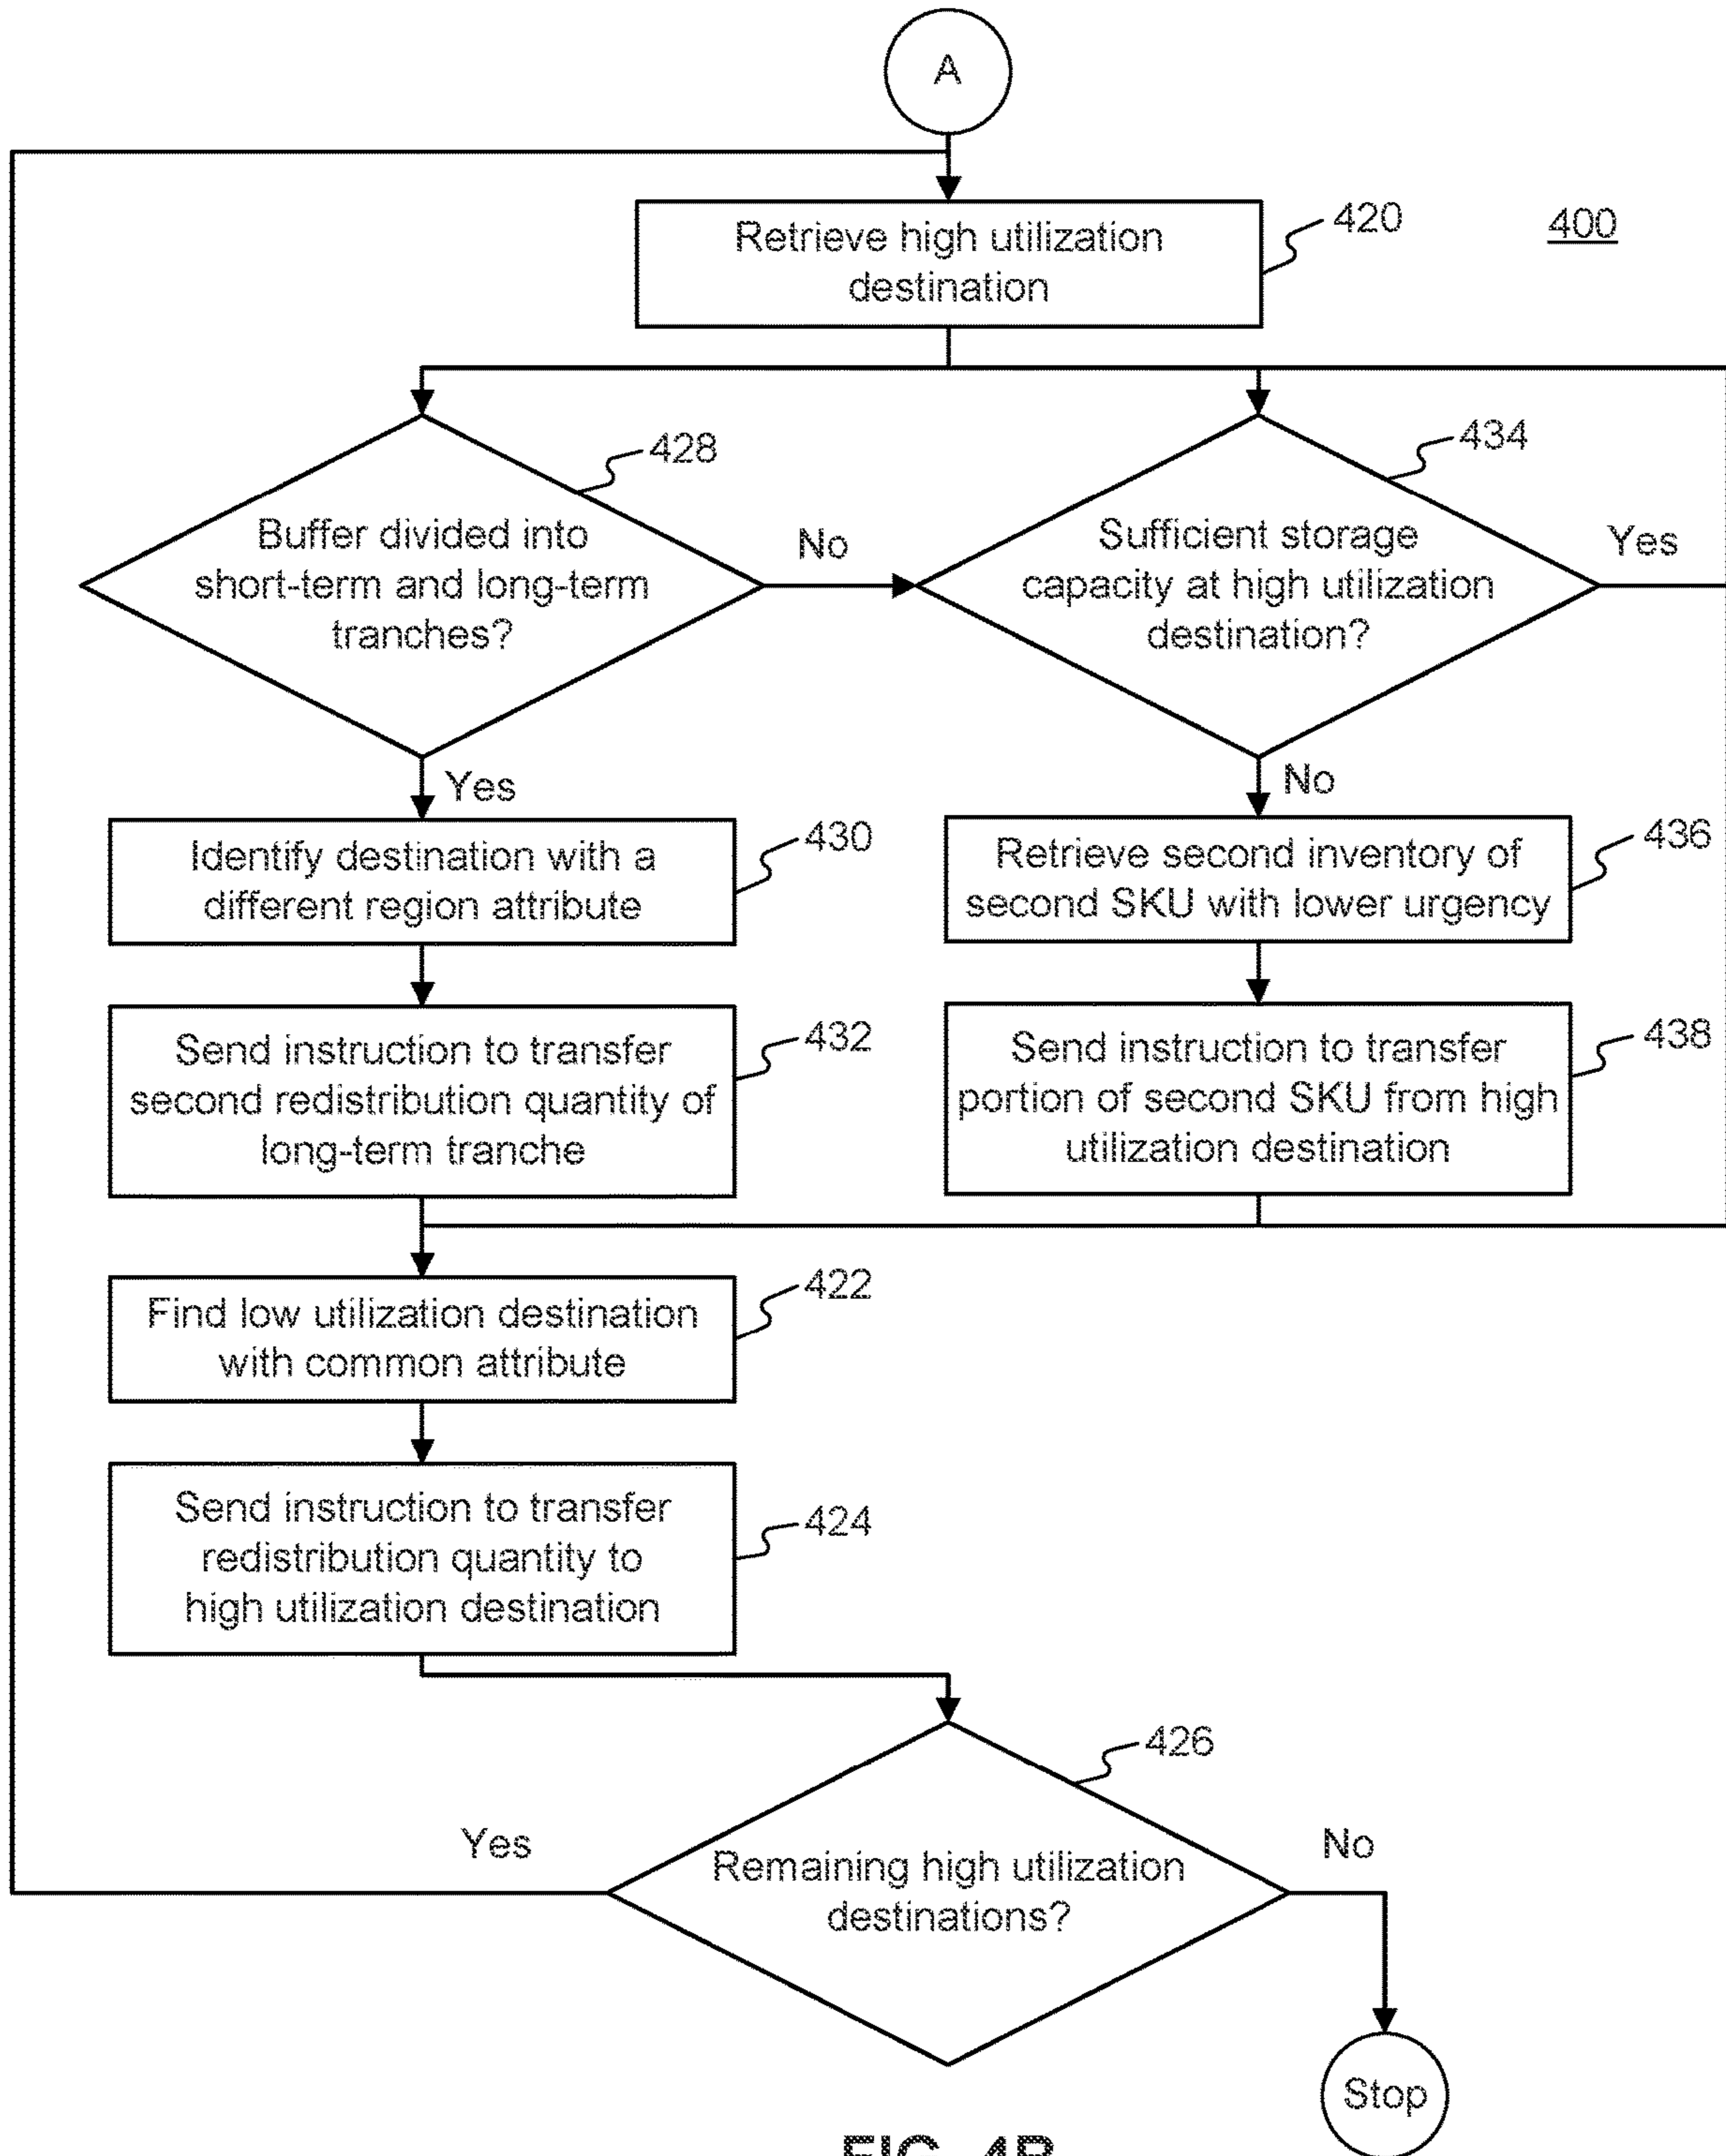 A
Retrieve high utilization
destination
420
400
428
434
Buffer divided into
short-term and long-term
tranches?
No
Sufficient storage
capacity at high utilization
destination?
Yes
Yes
No
Identify destination with a
different region attribute
430
Retrieve second inventory of
second SKU with lower urgency
436
Send instruction to transfer
second redistribution quantity of
long-term tranche
432
Send instruction to transfer
portion of second SKU from high
utilization destination
438
Find low utilization destination
with common attribute
422
Send instruction to transfer
redistribution quantity to
high utilization destination
424
426
Yes
Remaining high utilization
destinations?
No
Stop
FIG. 4B